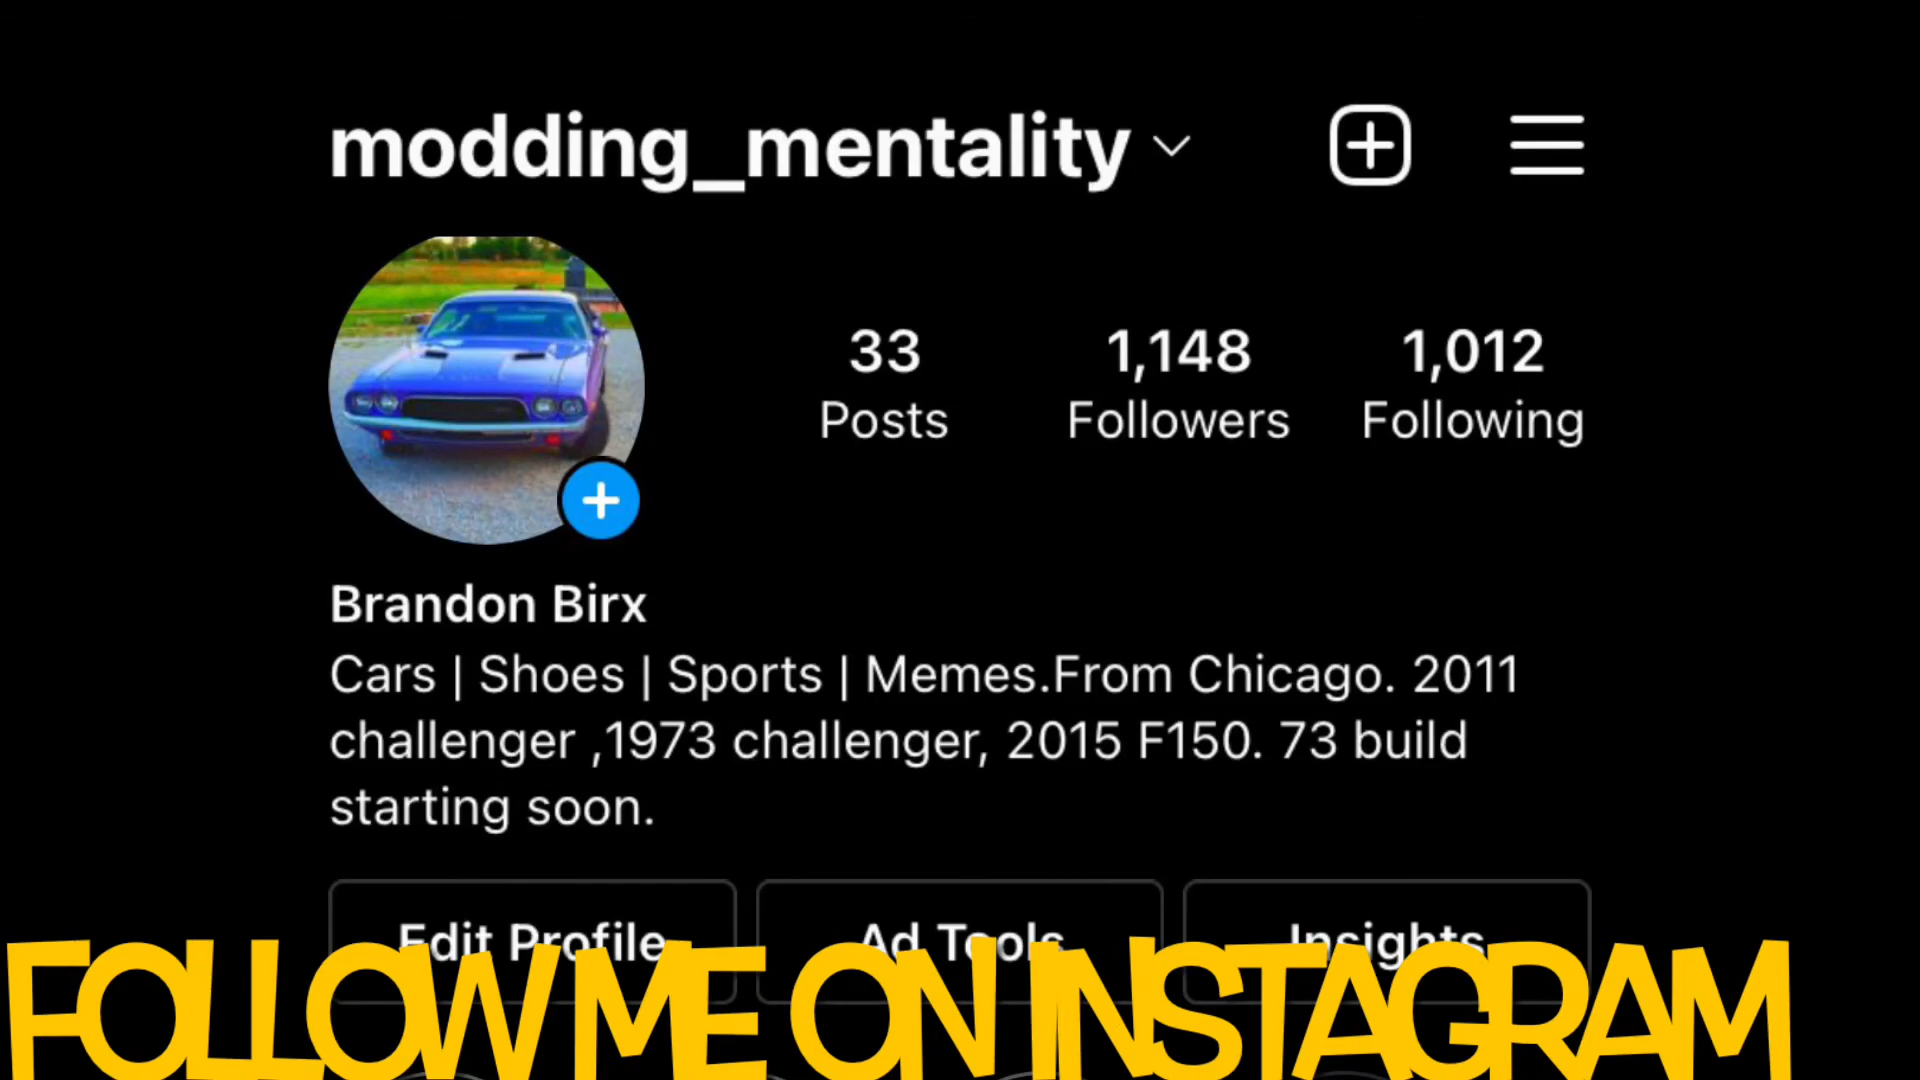 modding_mentality
33 1,148 1,012
Posts Followers Following
Brandon Birx
Cars | Shoes | Sports | Memes.From Chicago. 2011
challenger ,1973 challenger, 2015 F150. 73 build
starting soon.
Edit Profile Ad Tools Insights
FOLLOW ME ON INSTAGRAM